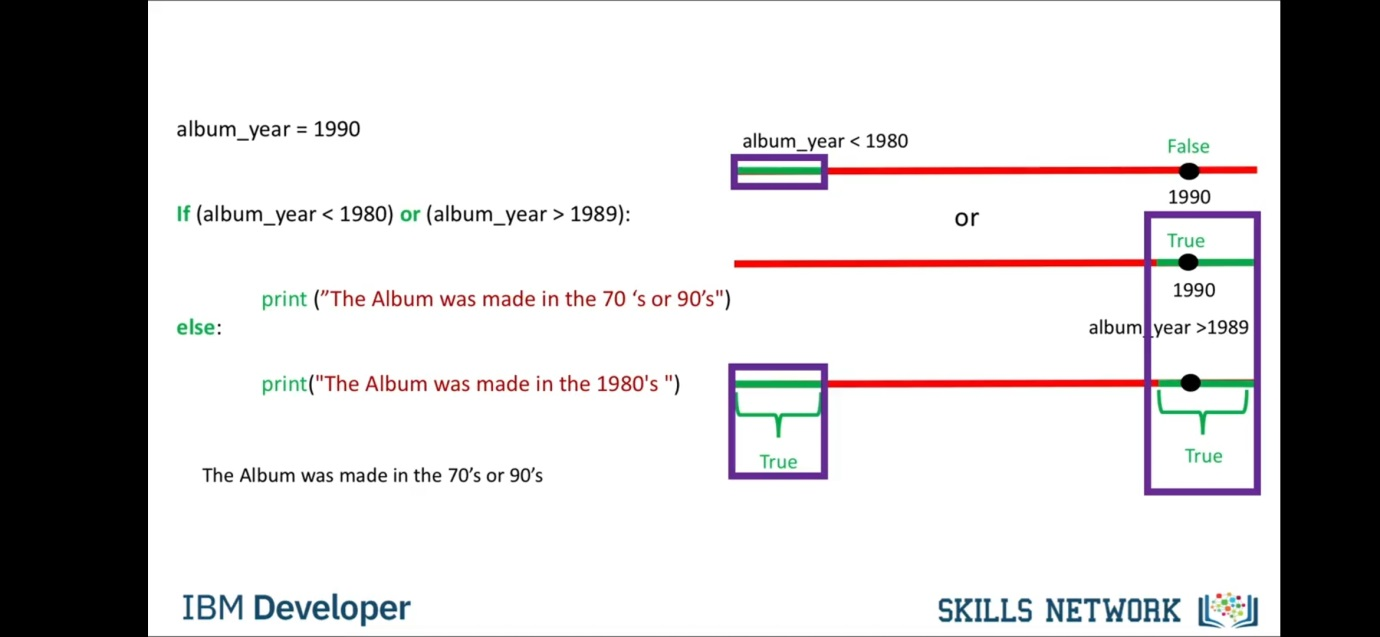 album_year = 1990
If (album_year < 1980) or (album_year > 1989):
print (”The Album was made in the 70 ‘s or 90’s")
else:
print("The Album was made in the 1980's ")
The Album was made in the 70’s or 90’s
album_year < 1980
False
1990
or
True
1990
album_year >1989
True
True
IBM Developer
SKILLS NETWORK